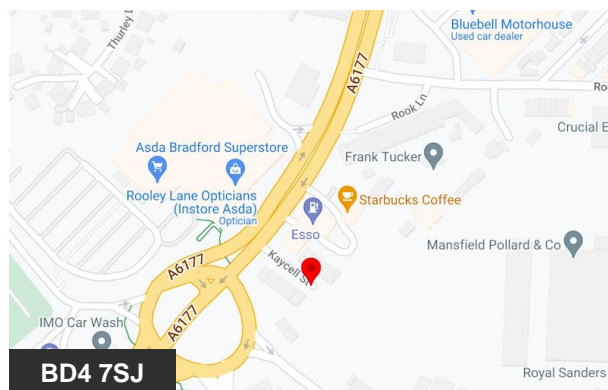 Bluebell Motorhouse
Used car dealer
Thurley
A6177
Rook Ln
Crucial E
Asda Bradford Superstore
Frank Tucker
Rooley Lane Opticians
(Instore Asda)
Optician
Starbucks Coffee
Esso
Mansfield Pollard & Co
Kaycell St
A6177
A6177
IMO Car Wash
Royal Sanders
BD4 7SJ